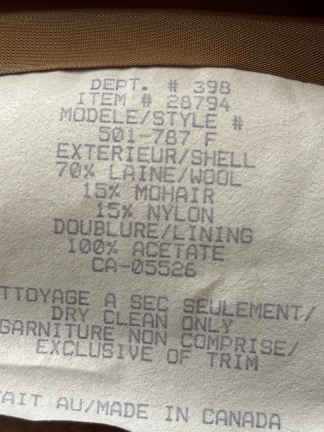 DEPT. # 398
ITEM # 28794
MODELE/STYLE #
501-787 F
EXTERIEUR/SHELL
70% LAINE/WOOL
15% MOHAIR
15% NYLON
DOUBLURE/LINING
100% ACETATE
CA-05526
TTOYAGE A SEC SEULEMENT/
DRY CLEAN ONLY
GARNITURE NON COMPRISE/
EXCLUSIVE OF TRIM
AIT AU/MADE IN CANADA